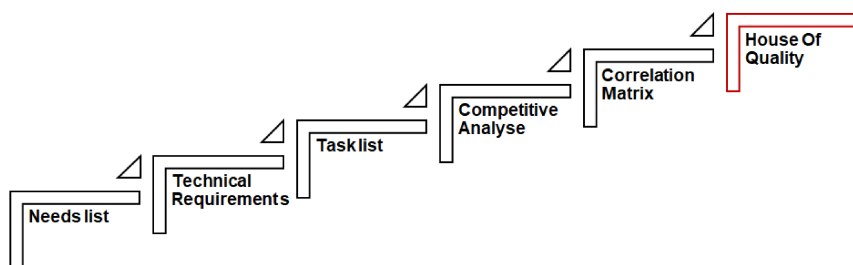 Needs list
Technical
Requirements
Task list
Competitive
Analyse
Correlation
Matrix
House Of
Quality